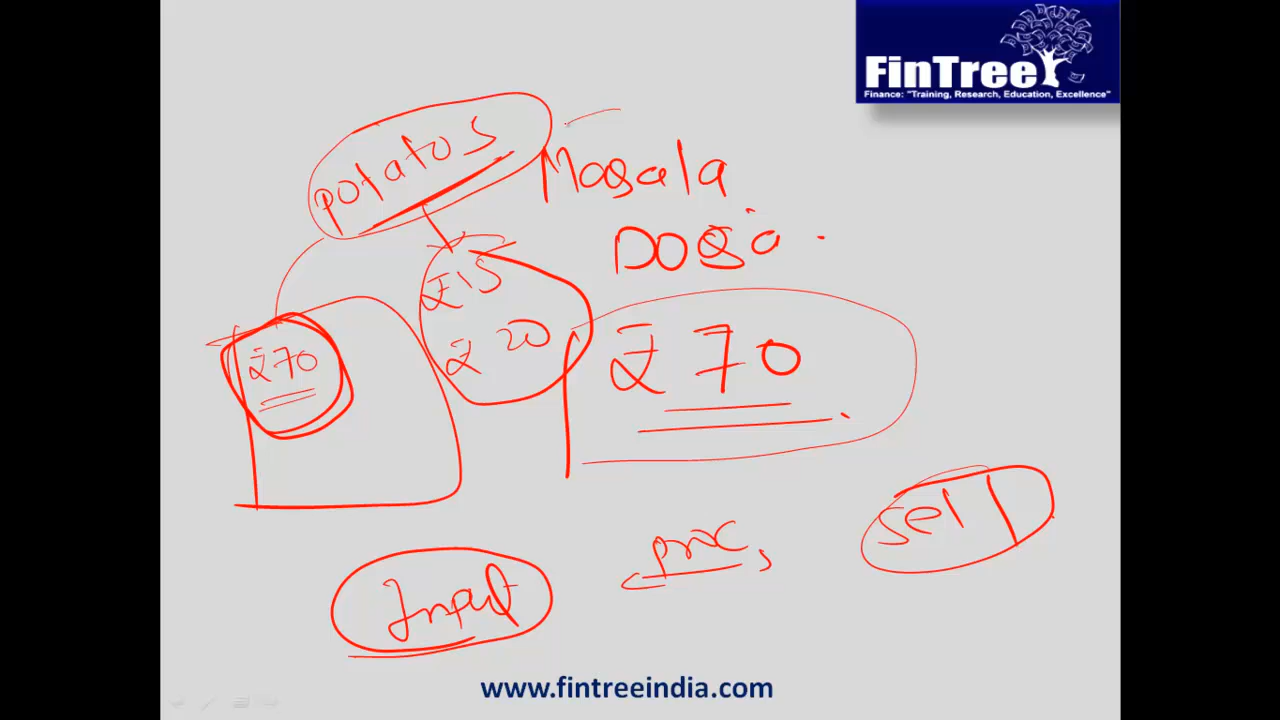 FinTree
Finance: "Training, Research, Education, Excellence"
potatos
Masala
Dosa
₹15
₹ 20
₹70
₹ 70
sell
Input
www.fintreeindia.com